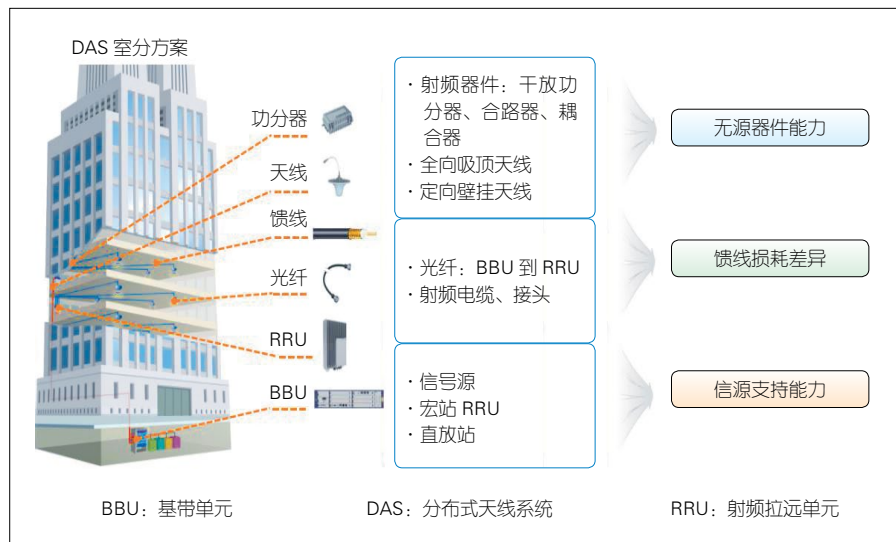 DAS 室分方案
功分器
天线
馈线
光纤
RRU
BBU
· 射频器件：干放功
分器、合路器、耦
合器
· 全向吸顶天线
· 定向壁挂天线
· 光纤：BBU 到 RRU
· 射频电缆、接头
· 信号源
· 宏站 RRU
· 直放站
无源器件能力
馈线损耗差异
信源支持能力
BBU：基带单元
DAS：分布式天线系统
RRU：射频拉远单元